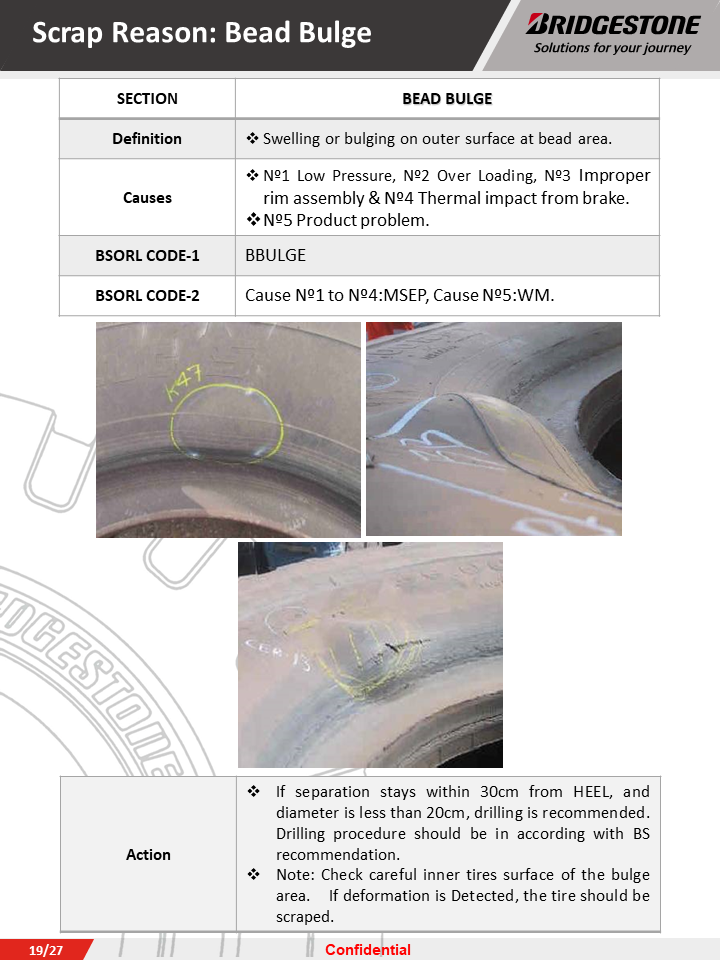 Scrap Reason: Bead Bulge
BRIDGESTONE
Solutions for your journey
SECTION
BEAD BULGE
Definition
❖ Swelling or bulging on outer surface at bead area.
Causes
❖ Nº1 Low Pressure, Nº2 Over Loading, Nº3 Improper
rim assembly & Nº4 Thermal impact from brake.
❖ Nº5 Product problem.
BSORL CODE-1
BBULGE
BSORL CODE-2
Cause Nº1 to Nº4:MSEP, Cause Nº5:WM.
K47
CER 13
BRIDGESTONE
Action
❖ If separation stays within 30cm from HEEL, and
diameter is less than 20cm, drilling is recommended.
Drilling procedure should be in according with BS
recommendation.
❖ Note: Check careful inner tires surface of the bulge
area. If deformation is Detected, the tire should be
scraped.
19/27
Confidential